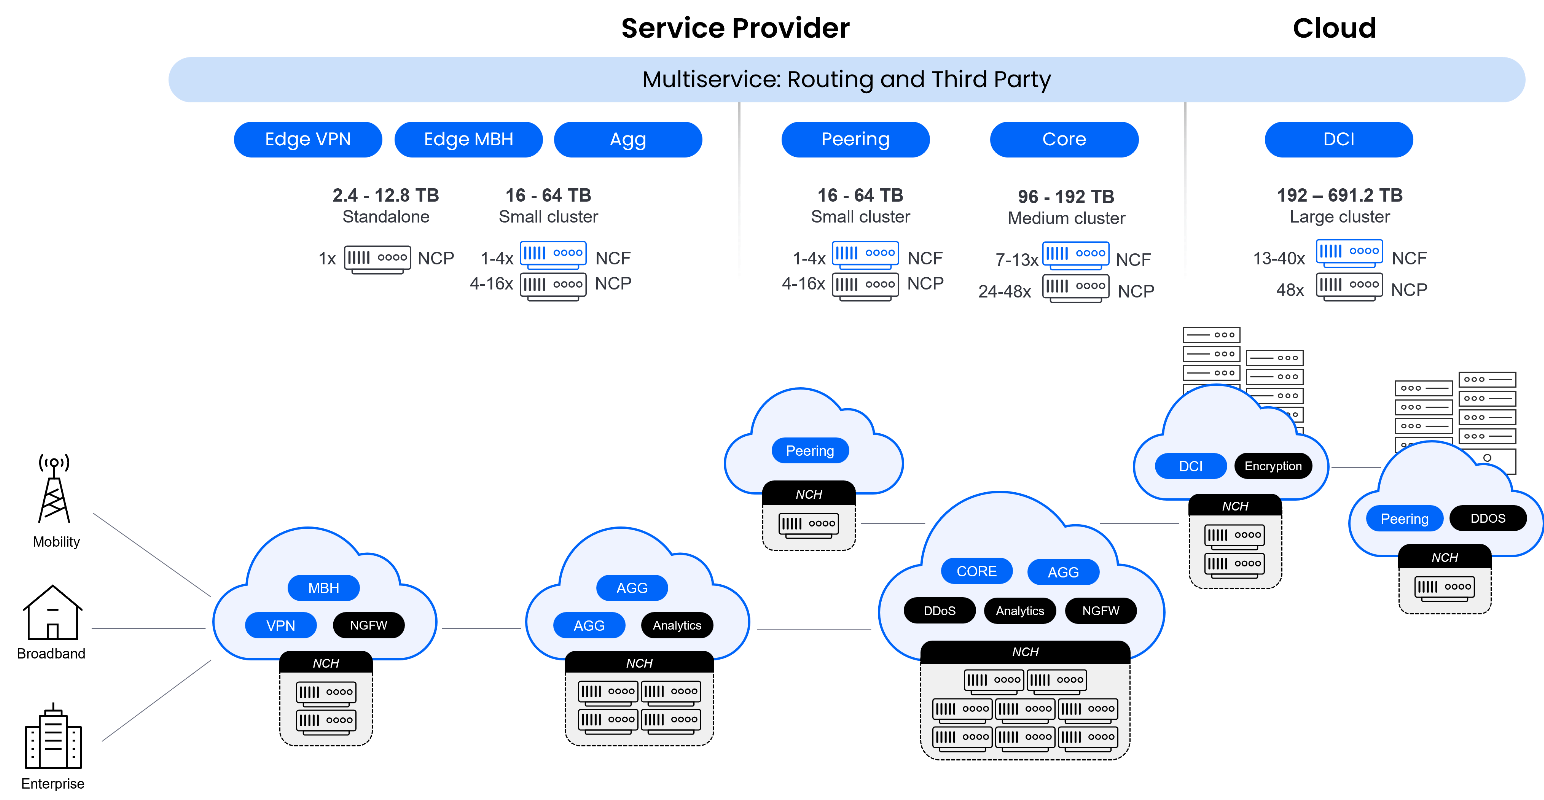 Service Provider
Cloud
Multiservice: Routing and Third Party
Edge VPN
Edge MBH
Agg
Peering
Core
DCI
2.4 - 12.8 TB
Standalone
1x
NCP
16 - 64 TB
Small cluster
1-4x
NCF
4-16x
NCP
16 - 64 TB
Small cluster
1-4x
NCF
4-16x
NCP
96 - 192 TB
Medium cluster
7-13x
NCF
24-48x
NCP
192 – 691.2 TB
Large cluster
13-40x
NCF
48x
NCP
Mobility
Broadband
Enterprise
MBH
VPN
NGFW
NCH
AGG
AGG
Analytics
NCH
Peering
NCH
CORE
AGG
DDoS
Analytics
NGFW
NCH
DCI
Encryption
NCH
Peering
DDOS
NCH